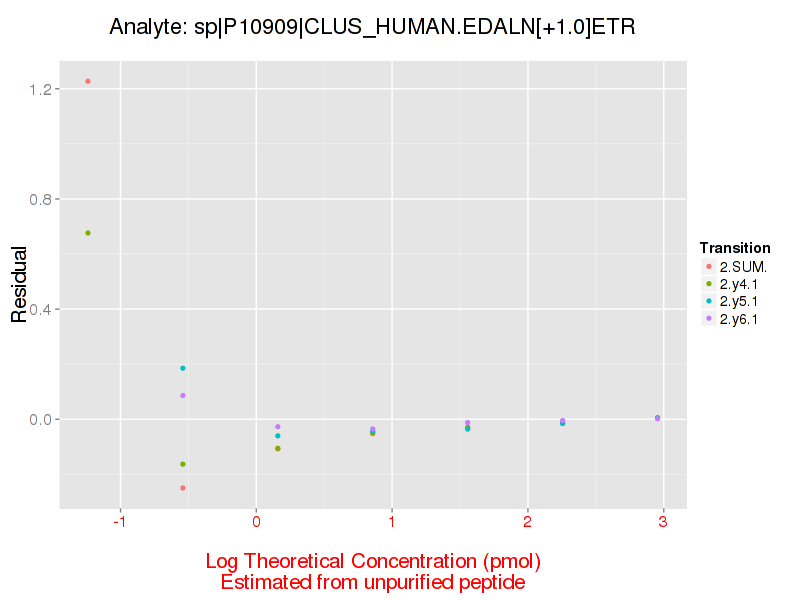 Analyte: sp|P10909|CLUS_HUMAN.EDALN[+1.0]ETR
Residual
1.2
0.8
0.4
0.0
-1
0
1
2
3
Log Theoretical Concentration (pmol)
Estimated from unpurified peptide
Transition
2.SUM.
2.y4.1
2.y5.1
2.y6.1